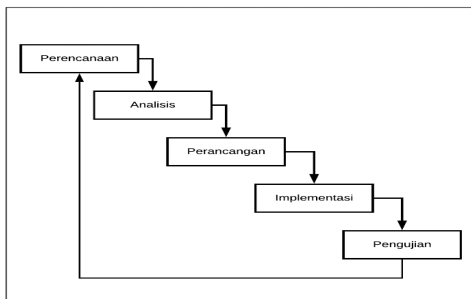 Perencanaan
Analisis
Perancangan
Implementasi
Pengujian